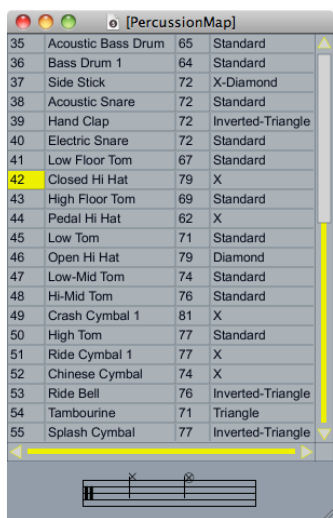 [PercussionMap]
35 Acoustic Bass Drum 65 Standard
36 Bass Drum 1 64 Standard
37 Side Stick 72 X-Diamond
38 Acoustic Snare 72 Standard
39 Hand Clap 72 Inverted-Triangle
40 Electric Snare 72 Standard
41 Low Floor Tom 67 Standard
42 Closed Hi Hat 79 X
43 High Floor Tom 69 Standard
44 Pedal Hi Hat 62 X
45 Low Tom 71 Standard
46 Open Hi Hat 79 Diamond
47 Low-Mid Tom 74 Standard
48 Hi-Mid Tom 76 Standard
49 Crash Cymbal 1 81 X
50 High Tom 77 Standard
51 Ride Cymbal 1 77 X
52 Chinese Cymbal 74 X
53 Ride Bell 76 Inverted-Triangle
54 Tambourine 71 Triangle
55 Splash Cymbal 77 Inverted-Triangle